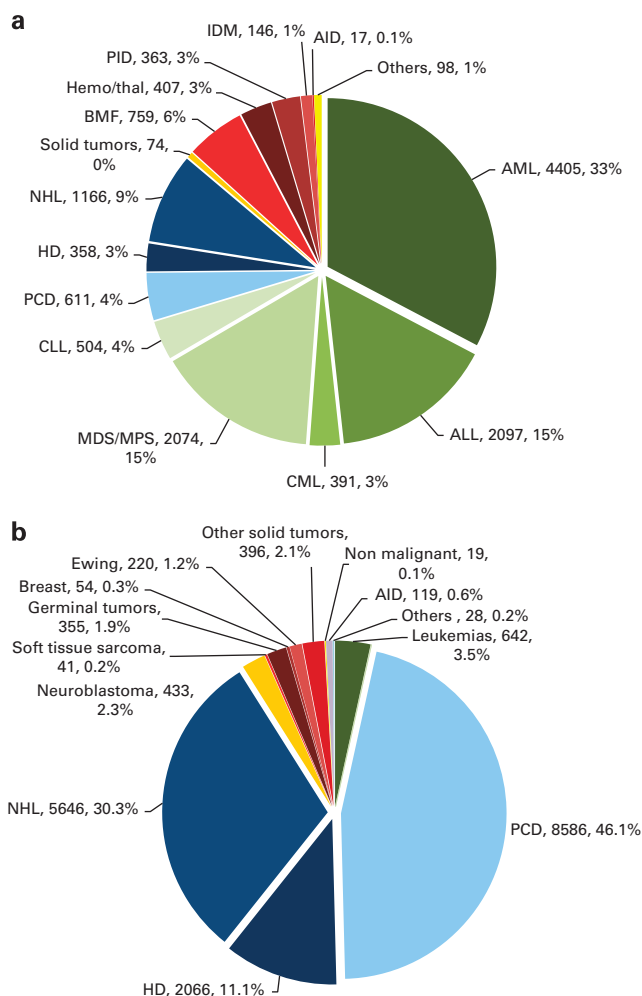 a
IDM, 146, 1%
AID, 17, 0.1%
PID, 363, 3%
Others, 98, 1%
Hemo/thal, 407, 3%
BMF, 759, 6%
Solid tumors, 74,
0%
AML, 4405, 33%
NHL, 1166, 9%
HD, 358, 3%
PCD, 611, 4%
CLL, 504, 4%
MDS/MPS, 2074,
15%
ALL, 2097, 15%
CML, 391, 3%
b
Other solid tumors,
396, 2.1%
Non malignant, 19,
0.1%
Ewing, 220, 1.2%
Breast, 54, 0.3%
AID, 119, 0.6%
Germinal tumors,
355, 1.9%
Others , 28, 0.2%
Leukemias, 642,
3.5%
Soft tissue sarcoma,
41, 0.2%
Neuroblastoma, 433,
2.3%
NHL, 5646, 30.3%
PCD, 8586, 46.1%
HD, 2066, 11.1%